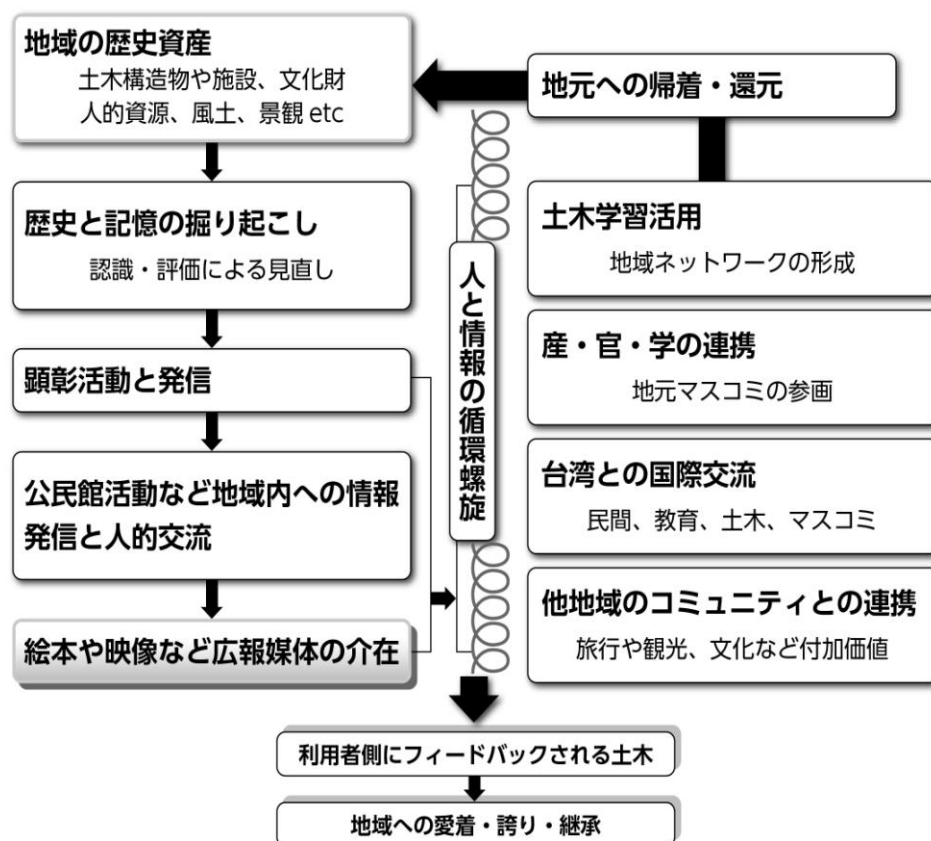 地域の歴史資産
土木構造物や施設、文化財
人的資源、風土、景観 etc
歴史と記憶の掘り起こし
認識・評価による見直し
顕彰活動と発信
公民館活動など地域内への情報
発信と人的交流
絵本や映像など広報媒体の介在
人と情報の循環螺旋
地元への帰着・還元
土木学習活用
地域ネットワークの形成
産・官・学の連携
地元マスコミの参画
台湾との国際交流
民間、教育、土木、マスコミ
他地域のコミュニティとの連携
旅行や観光、文化など付加価値
利用者側にフィードバックされる土木
地域への愛着・誇り・継承